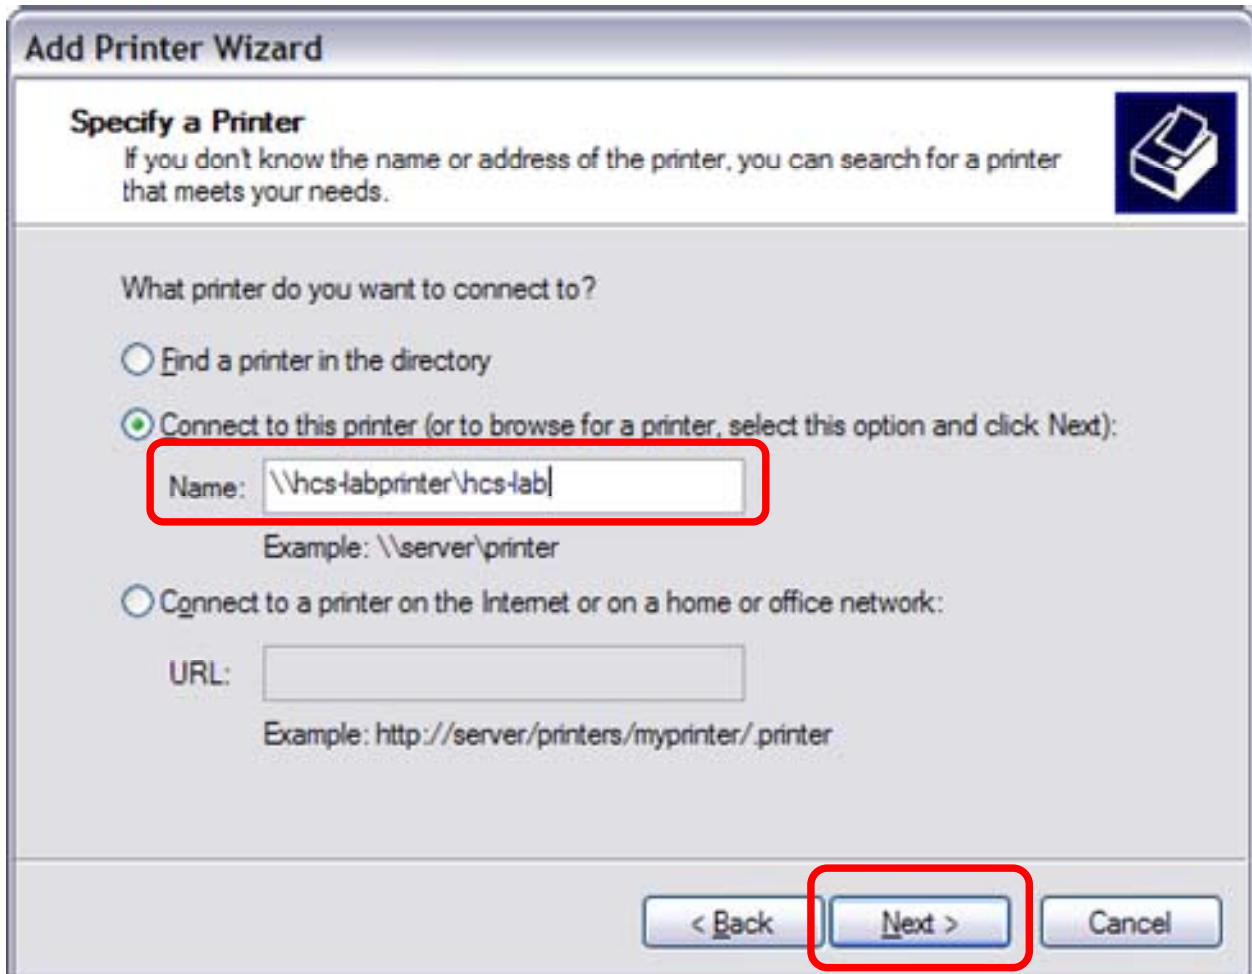 Add Printer Wizard
Specify a Printer
If you don't know the name or address of the printer, you can search for a printer
that meets your needs.
What printer do you want to connect to?
Find a printer in the directory
Connect to this printer (or to browse for a printer, select this option and click Next):
Name: \\hcs-labprinter\hcs-lab
Example: \\server\printer
Connect to a printer on the Internet or on a home or office network:
URL:
Example: http://server/printers/myprinter/.printer
< Back Next > Cancel